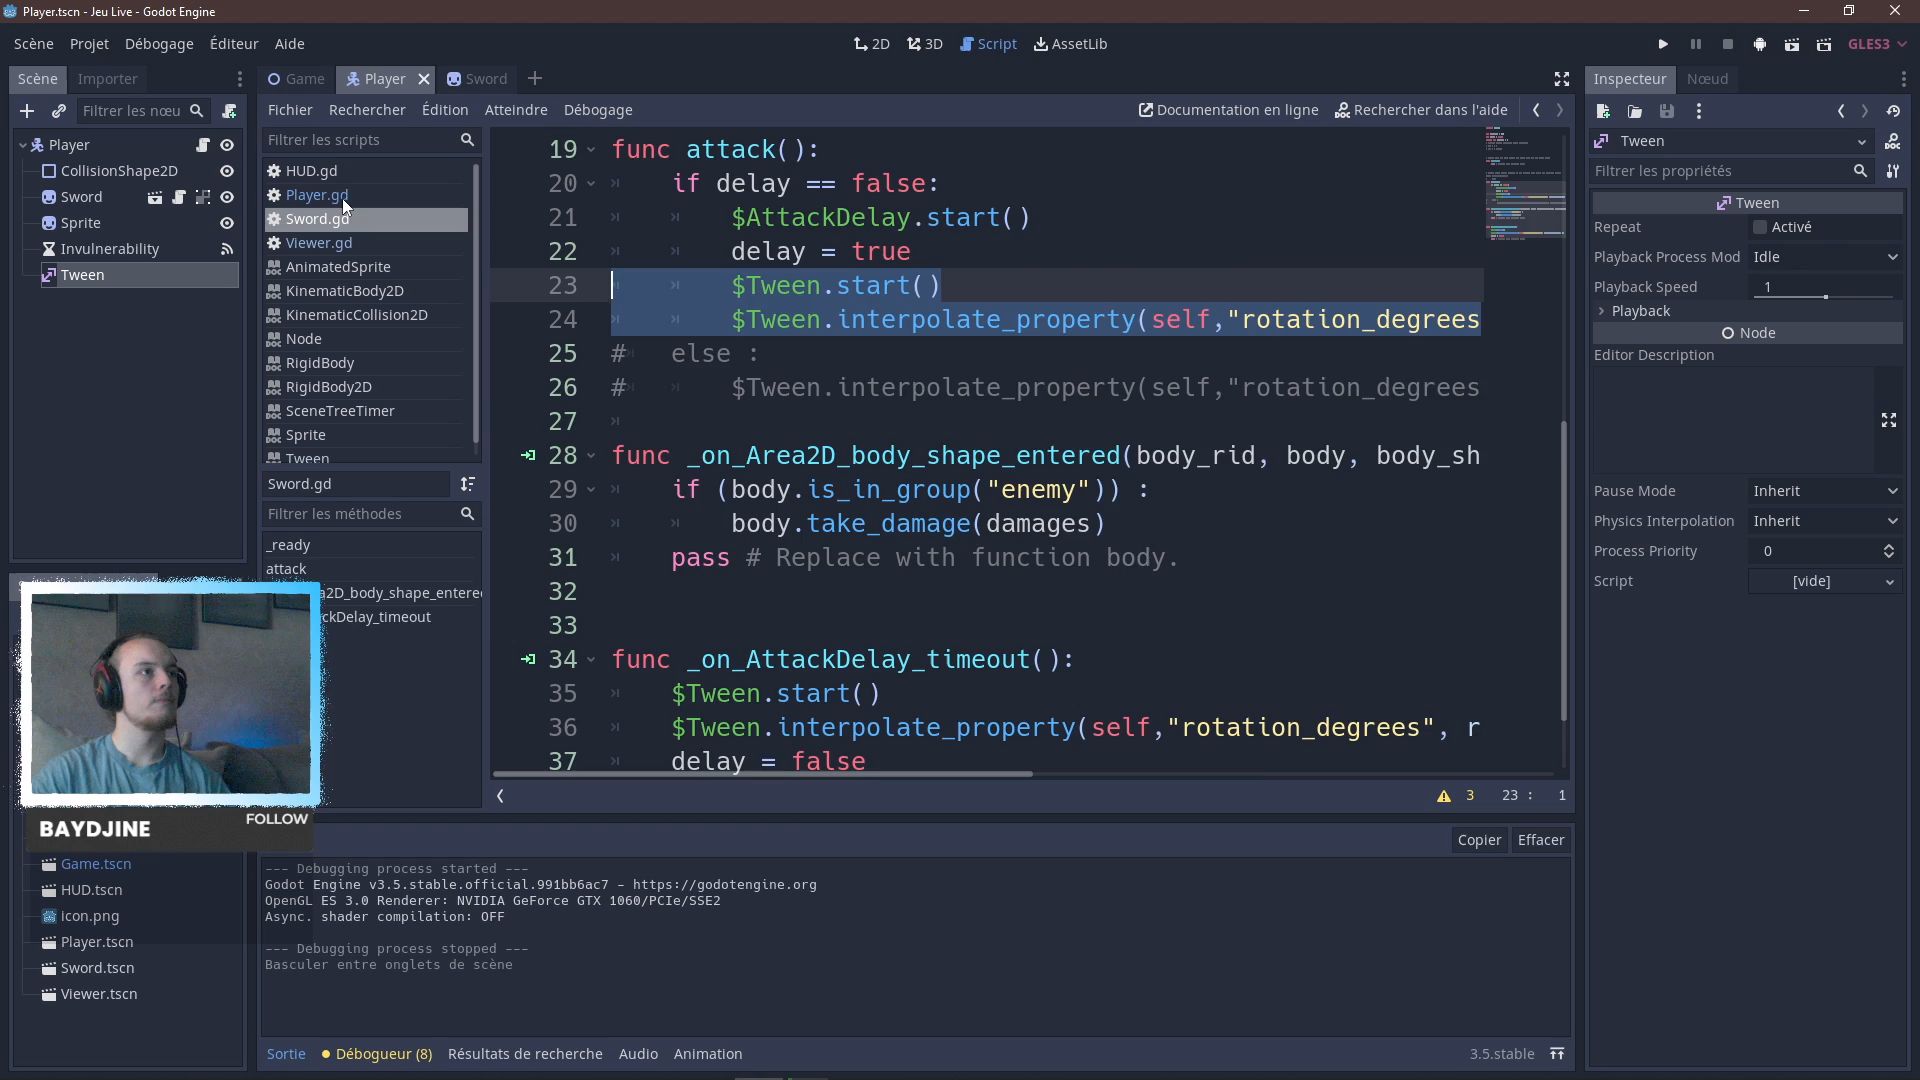 Player.tscn - Jeu Live - Godot Engine
Scène Projet Débogage Éditeur Aide
2D 3D Script AssetLib
GLES3
Scène Importer
Game Player Sword
Inspecteur Nœud
Filtrer les nœu
Fichier Rechercher Édition Atteindre Débogage
Documentation en ligne Rechercher dans l'aide
Player
CollisionShape2D
Sword
Sprite
Invulnerability
Tween
Filtrer les scripts
HUD.gd
Player.gd
Sword.gd
Viewer.gd
AnimatedSprite
KinematicBody2D
KinematicCollision2D
Node
RigidBody
RigidBody2D
SceneTreeTimer
Sprite
Tween
Sword.gd
Filtrer les méthodes
_ready
attack
a2D_body_shape_entere
ckDelay_timeout
19 func attack():
20 if delay == false:
21 $AttackDelay.start()
22 delay = true
23 $Tween.start()
24 $Tween.interpolate_property(self,"rotation_degrees
25 # else :
26 # $Tween.interpolate_property(self,"rotation_degrees
27
28 func _on_Area2D_body_shape_entered(body_rid, body, body_sh
29 if (body.is_in_group("enemy")) :
30 body.take_damage(damages)
31 pass # Replace with function body.
32
33
34 func _on_AttackDelay_timeout():
35 $Tween.start()
36 $Tween.interpolate_property(self,"rotation_degrees", r
37 delay = false
3 23 : 1
Tween
Filtrer les propriétés
Tween
Repeat Activé
Playback Process Mod Idle
Playback Speed 1
Playback
Node
Editor Description
Pause Mode Inherit
Physics Interpolation Inherit
Process Priority 0
Script [vide]
BAYDJINE FOLLOW
Game.tscn
HUD.tscn
icon.png
Player.tscn
Sword.tscn
Viewer.tscn
Copier Effacer
--- Debugging process started ---
Godot Engine v3.5.stable.official.991bb6ac7 - https://godotengine.org
OpenGL ES 3.0 Renderer: NVIDIA GeForce GTX 1060/PCIe/SSE2
Async. shader compilation: OFF
--- Debugging process stopped ---
Basculer entre onglets de scène
Sortie Débogueur (8) Résultats de recherche Audio Animation
3.5.stable